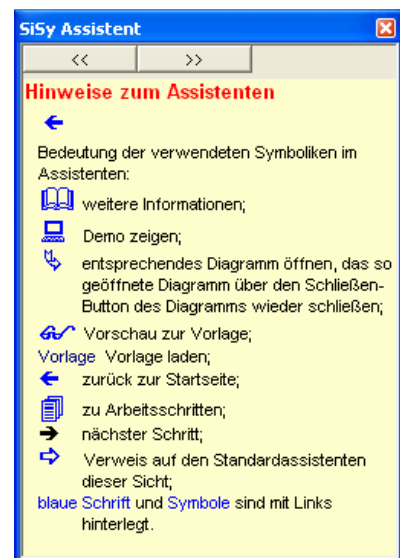 SiSy Assistent
<< >>
Hinweise zum Assistenten
Bedeutung der verwendeten Symboliken im
Assistenten:
weitere Informationen;
Demo zeigen;
entsprechendes Diagramm öffnen, das so
geöffnete Diagramm über den Schließen-
Button des Diagramms wieder schließen;
Vorschau zur Vorlage;
Vorlage Vorlage laden;
zurück zur Startseite;
zu Arbeitsschritten;
nächster Schritt;
Verweis auf den Standardassistenten
dieser Sicht;
blaue Schrift und Symbole sind mit Links
hinterlegt.